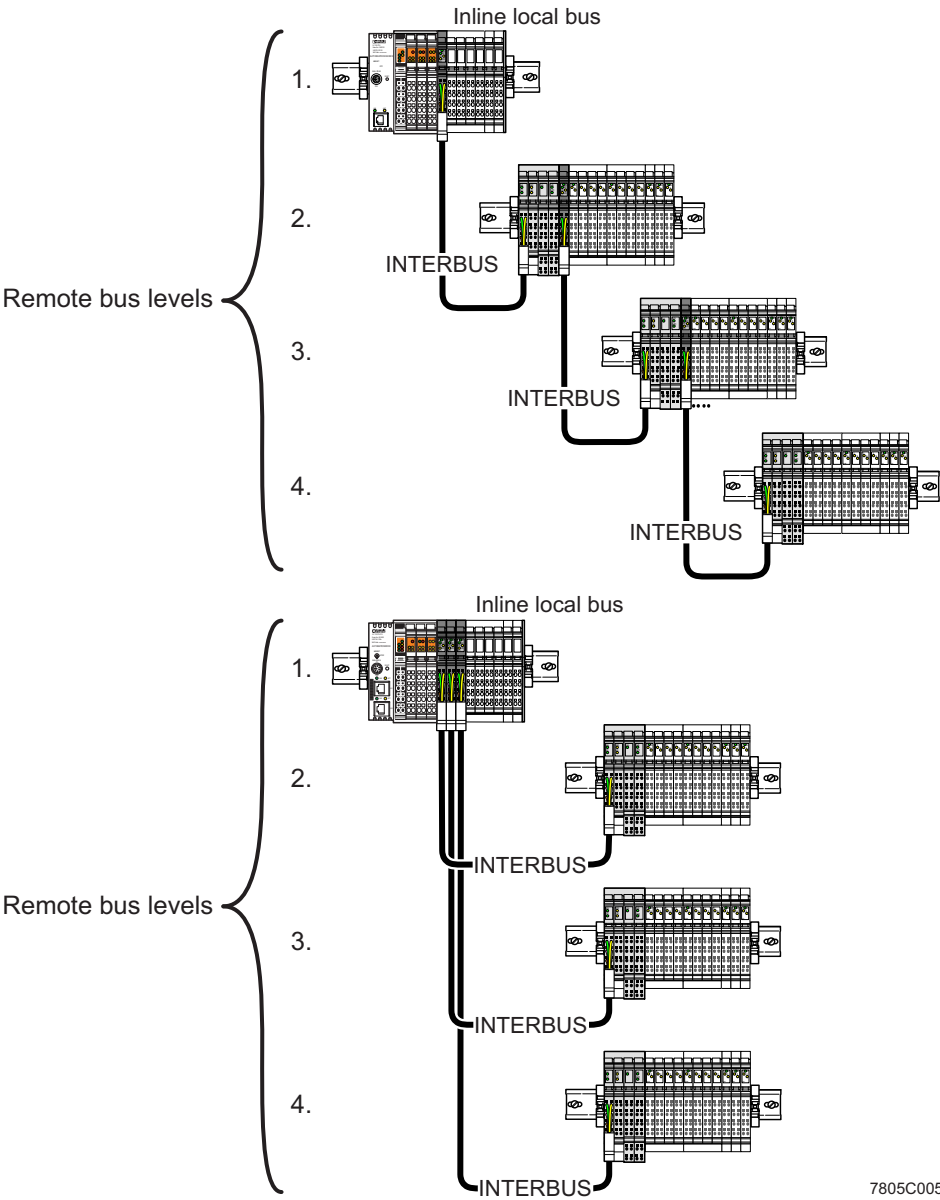 Inline local bus
1.
2.
INTERBUS
Remote bus levels
3.
INTERBUS
4.
INTERBUS
Inline local bus
1.
2.
INTERBUS
Remote bus levels
3.
INTERBUS
4.
INTERBUS
7805C005